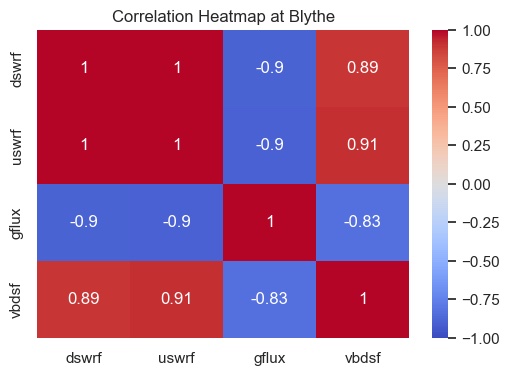 Correlation Heatmap at Blythe
dswrf 1 1 -0.9 0.89
uswrf 1 1 -0.9 0.91
gflux -0.9 -0.9 1 -0.83
vbdsf 0.89 0.91 -0.83 1
dswrf uswrf gflux vbdsf
1.00
0.75
0.50
0.25
0.00
-0.25
-0.50
-0.75
-1.00